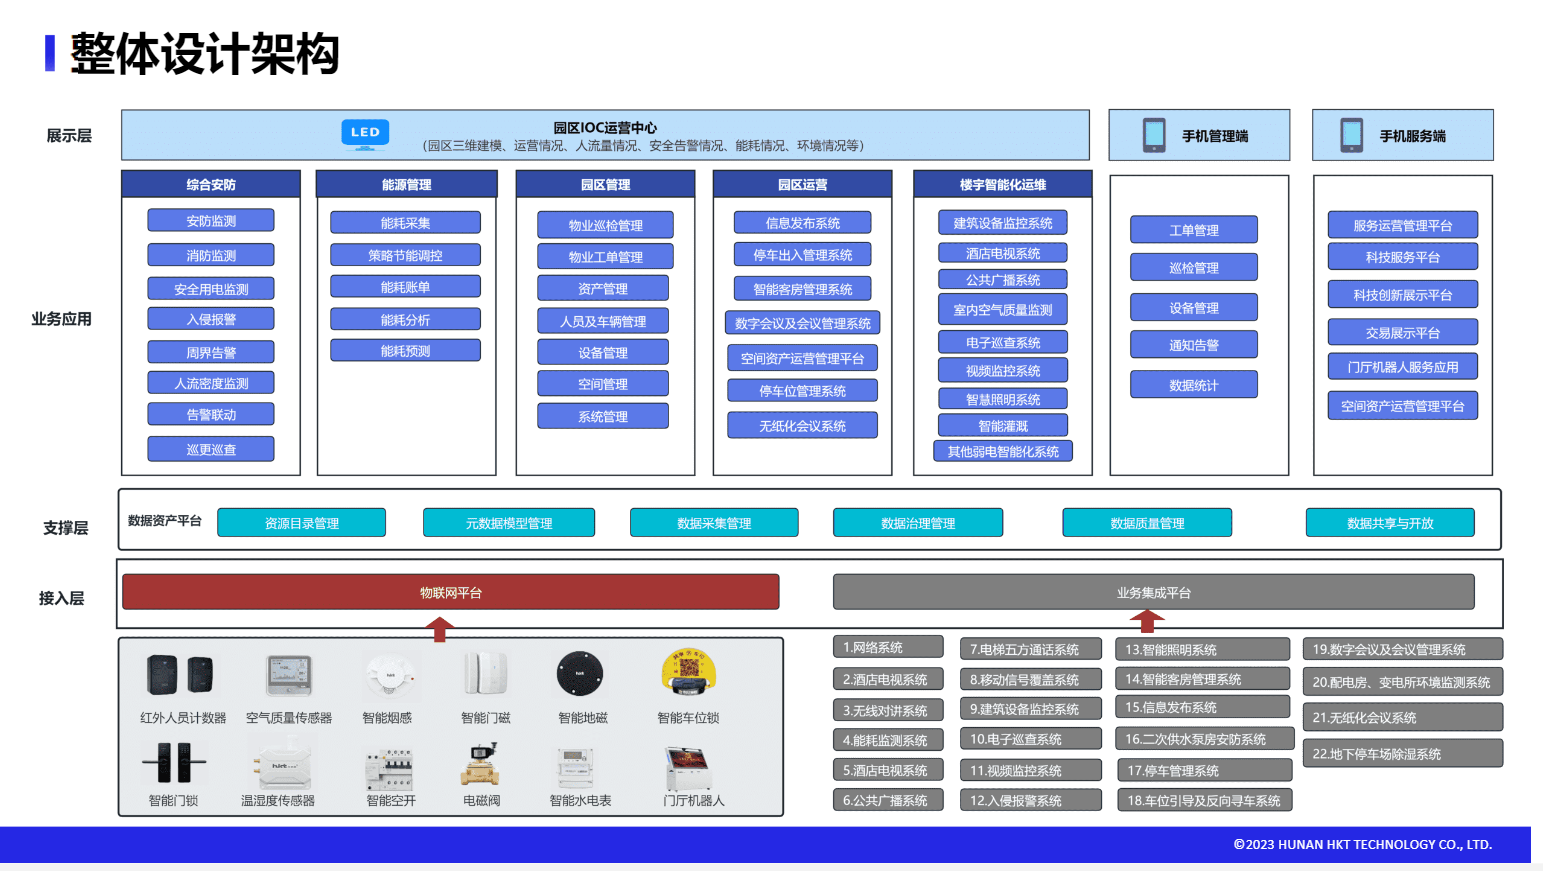 整体设计架构
展示层
LED
园区IOC运营中心
（园区三维建模、运营情况、人流量情况、安全告警情况、能耗情况、环境情况等）
手机管理端
手机服务端
业务应用
综合安防
安防监测
消防监测
安全用电监测
入侵报警
周界告警
人流密度监测
告警联动
巡更巡查
能源管理
能耗采集
策略节能调控
能耗账单
能耗分析
能耗预测
园区管理
物业巡检管理
物业工单管理
资产管理
人员及车辆管理
设备管理
空间管理
系统管理
园区运营
信息发布系统
停车出入管理系统
智能客房管理系统
数字会议及会议管理系统
空间资产运营管理平台
停车位管理系统
无纸化会议系统
楼宇智能化运维
建筑设备监控系统
酒店电视系统
公共广播系统
室内空气质量监测
电子巡查系统
视频监控系统
智慧照明系统
智能灌溉
其他弱电智能化系统
工单管理
巡检管理
设备管理
通知告警
数据统计
服务运营管理平台
科技服务平台
科技创新展示平台
交易展示平台
门厅机器人服务应用
空间资产运营管理平台
支撑层
数据资产平台
资源目录管理
元数据模型管理
数据采集管理
数据治理管理
数据质量管理
数据共享与开放
接入层
物联网平台
业务集成平台
红外人员计数器
空气质量传感器
hkt
智能烟感
智能门磁
hkt
智能地磁
智能车位锁
智能门锁
hkt
温湿度传感器
智能空开
电磁阀
智能水电表
门厅机器人
1.网络系统
2.酒店电视系统
3.无线对讲系统
4.能耗监测系统
5.酒店电视系统
6.公共广播系统
7.电梯五方通话系统
8.移动信号覆盖系统
9.建筑设备监控系统
10.电子巡查系统
11.视频监控系统
12.入侵报警系统
13.智能照明系统
14.智能客房管理系统
15.信息发布系统
16.二次供水泵房安防系统
17.停车管理系统
18.车位引导及反向寻车系统
19.数字会议及会议管理系统
20.配电房、变电所环境监测系统
21.无纸化会议系统
22.地下停车场除湿系统
©2023 HUNAN HKT TECHNOLOGY CO., LTD.